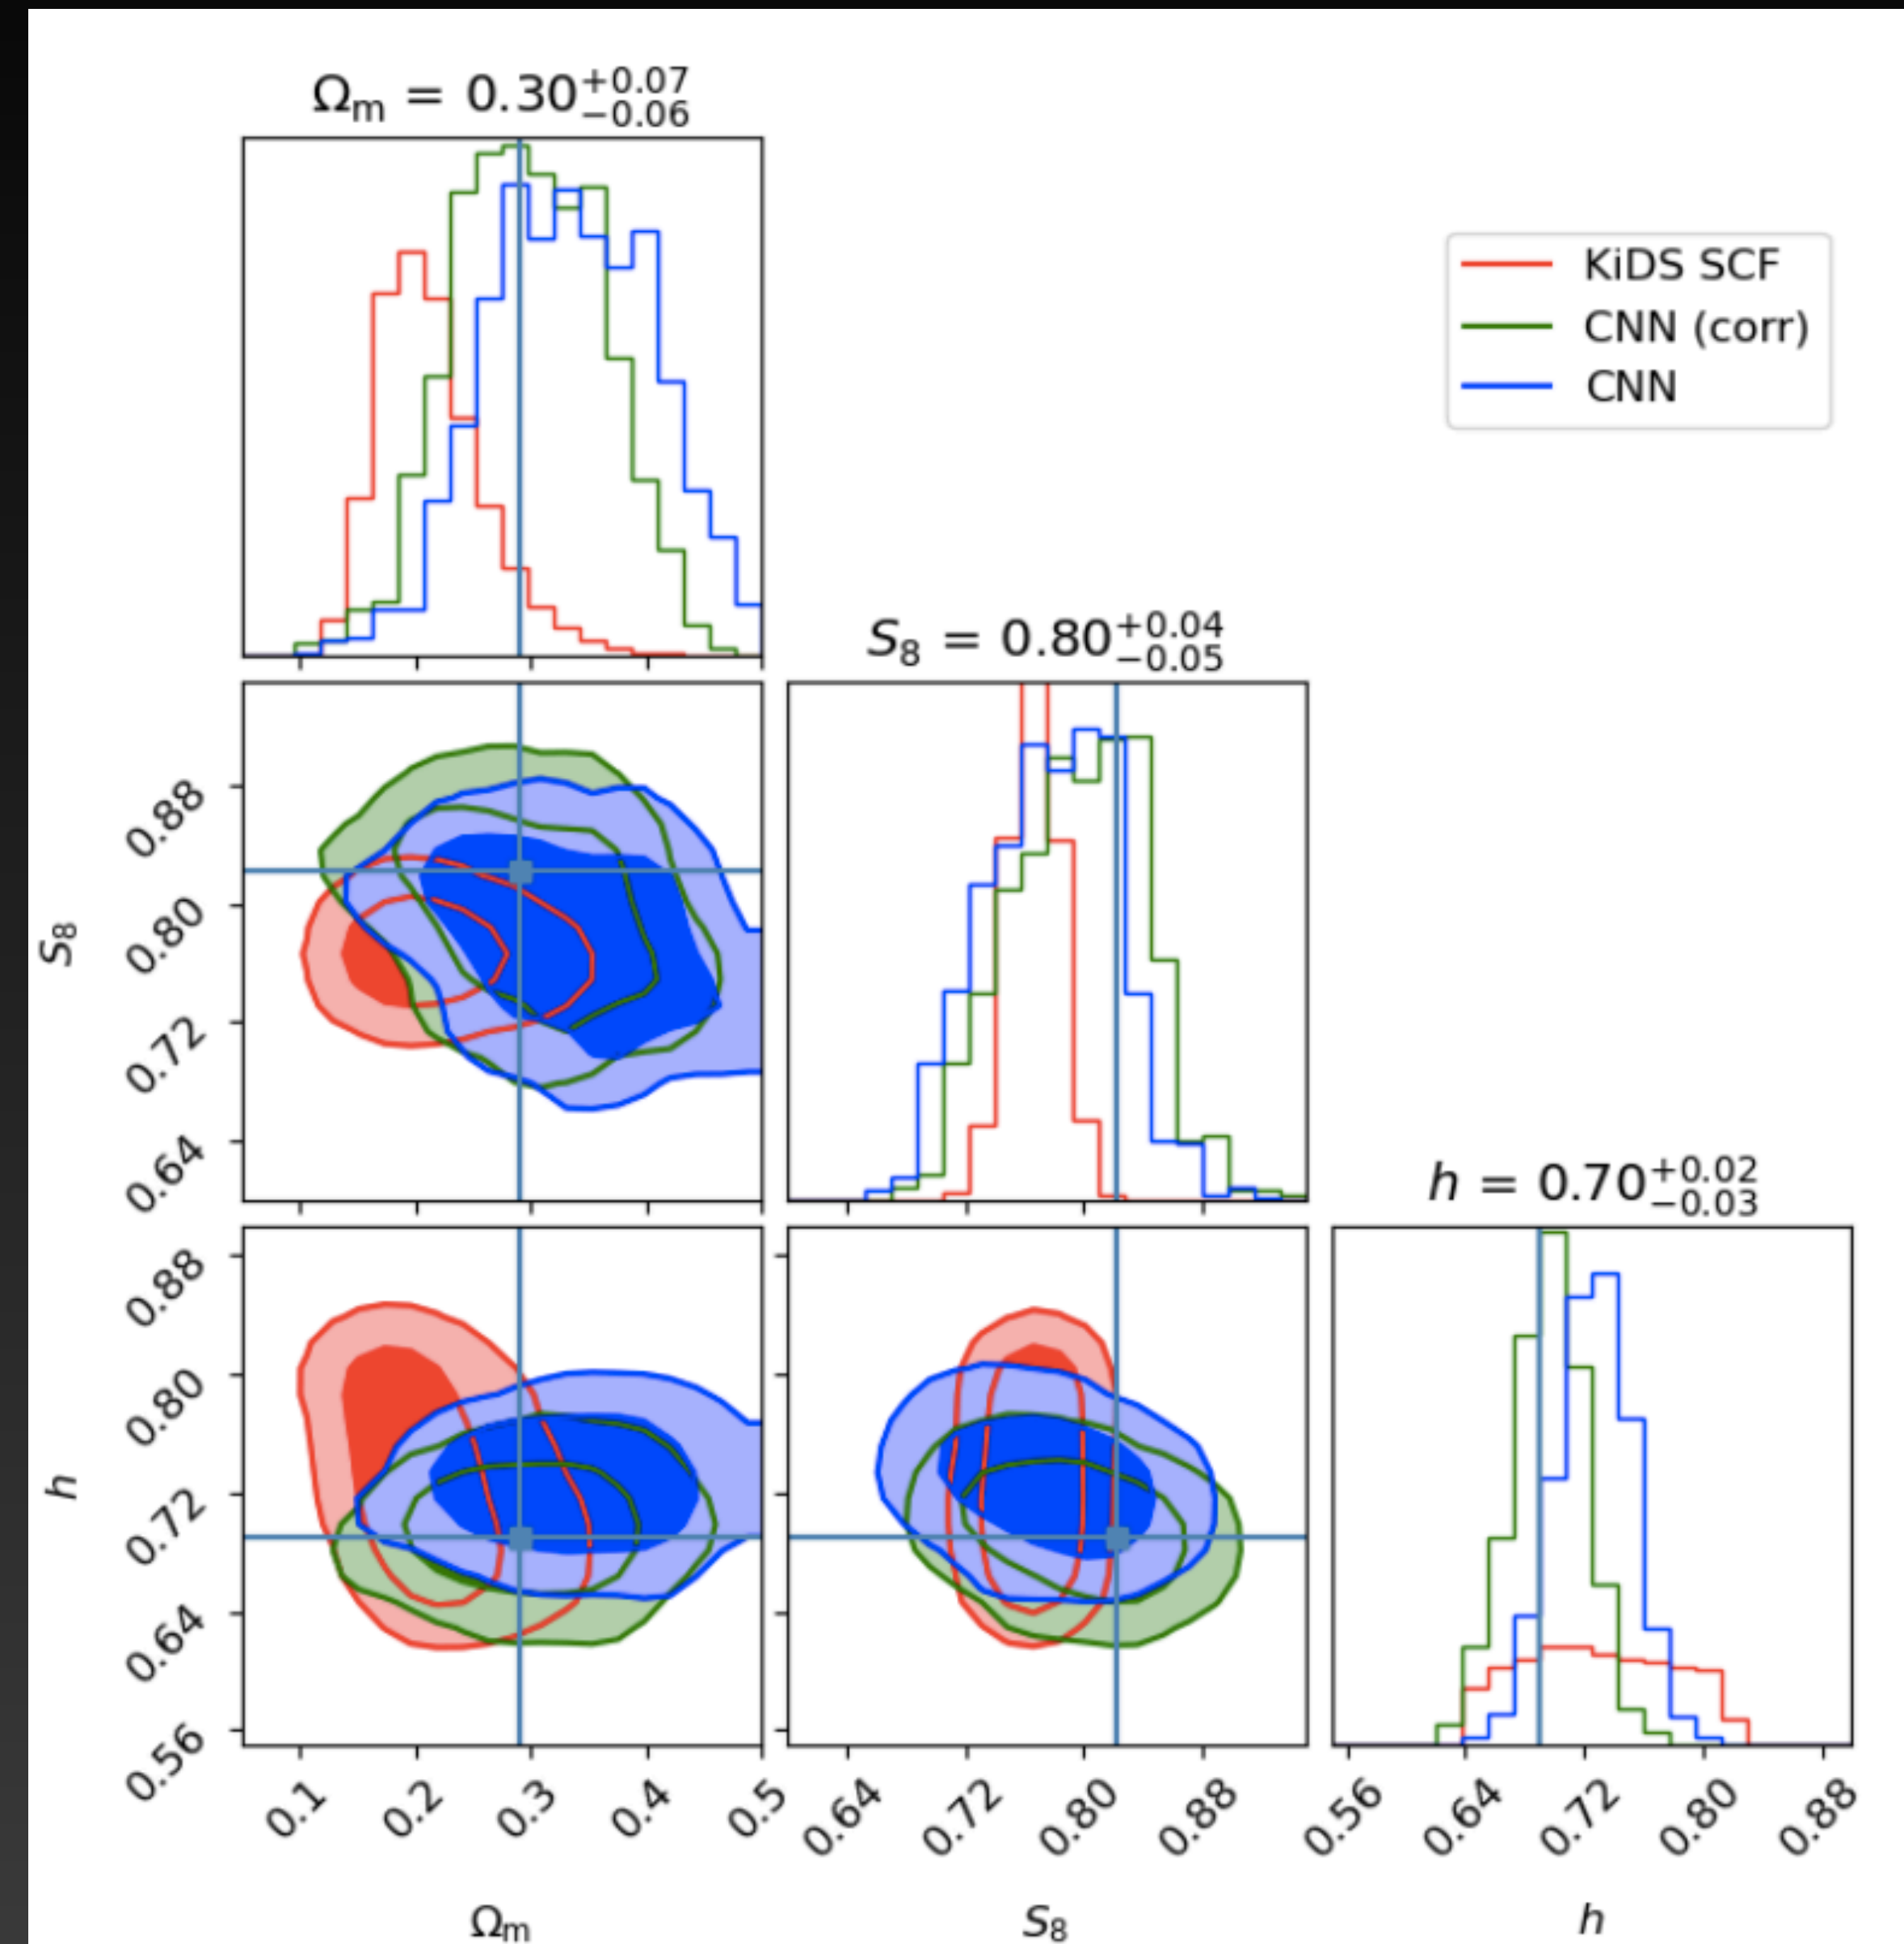 Ωm = 0.30+0.07−0.06
KiDS SCF
CNN (corr)
CNN
S8 = 0.80+0.04−0.05
0.88
0.80
0.72
0.64
S8
h = 0.70+0.02−0.03
0.88
0.80
0.72
0.64
0.56
h
0.1 0.2 0.3 0.4 0.5 0.64 0.72 0.80 0.88 0.56 0.64 0.72 0.80 0.88
Ωm S8 h